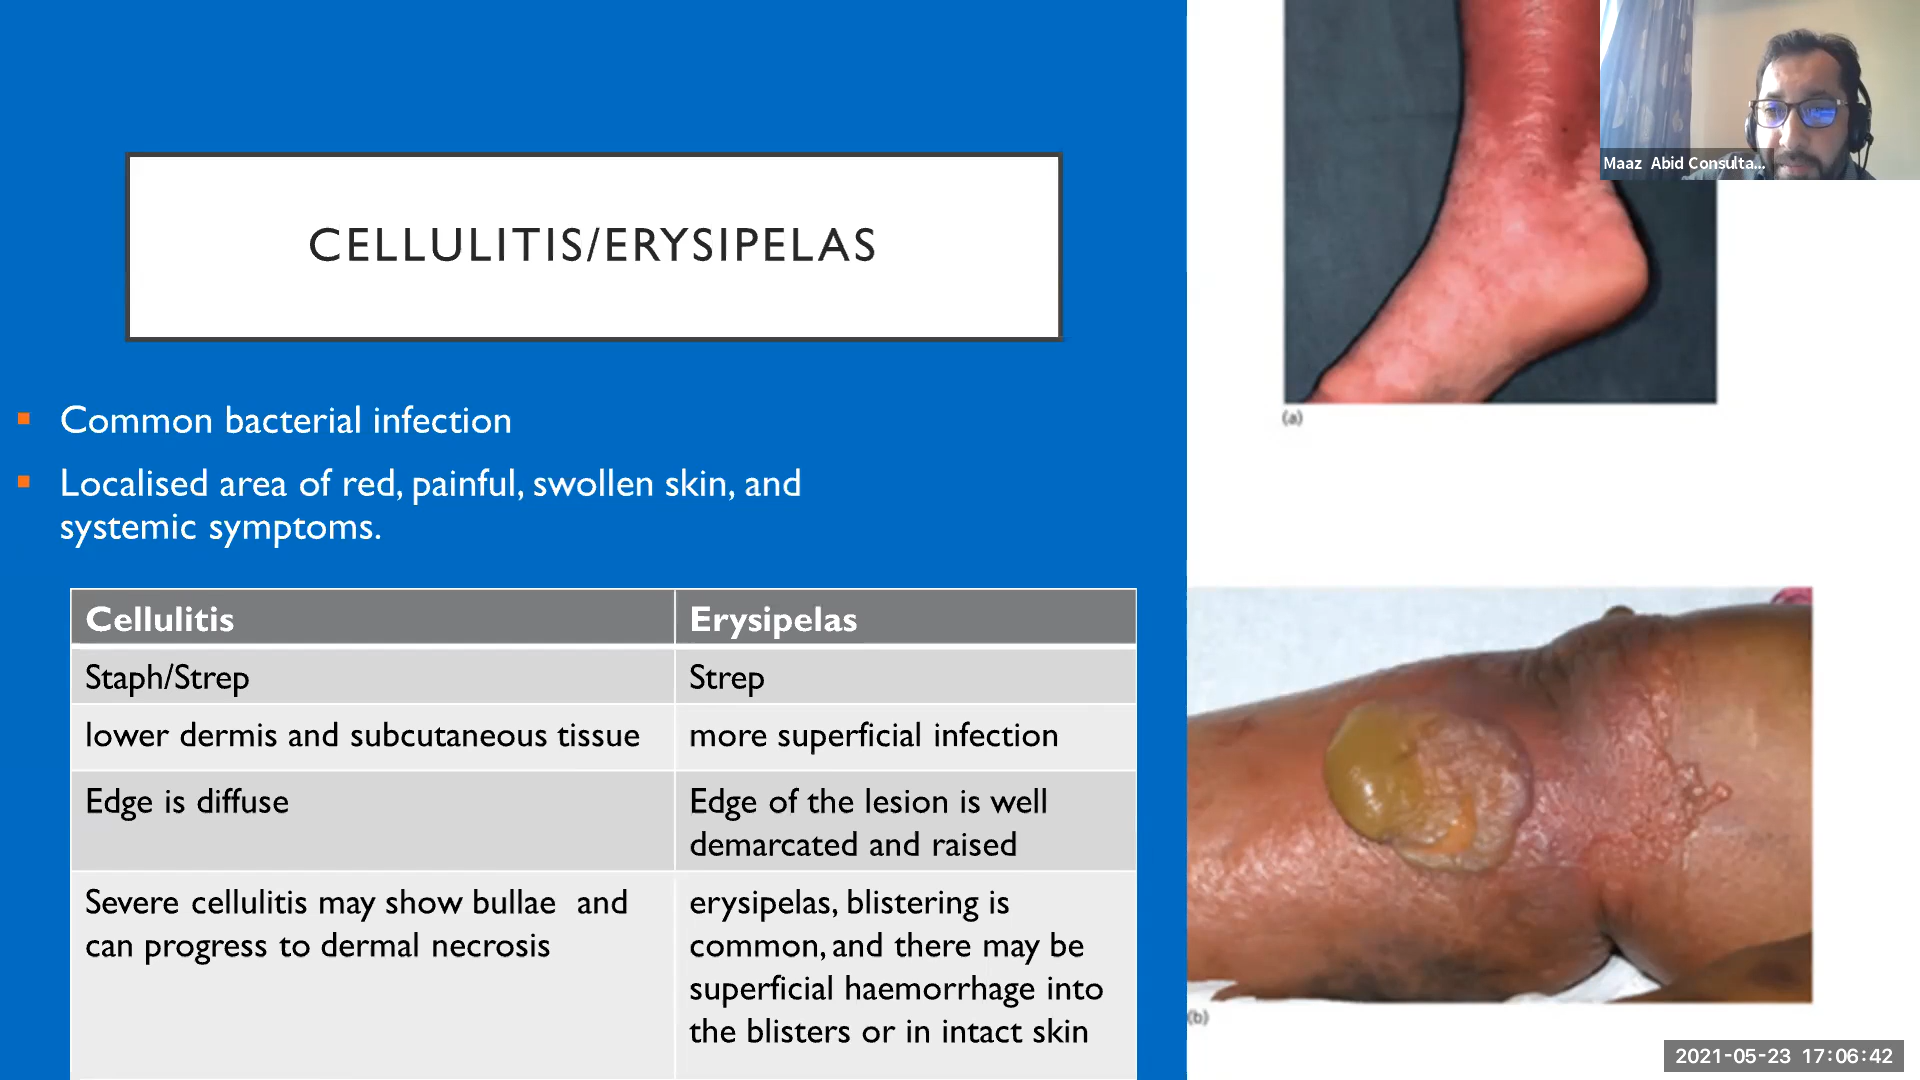 CELLULITIS/ERYSIPELAS
Common bacterial infection
Localised area of red, painful, swollen skin, and
systemic symptoms.
Cellulitis
Erysipelas
Staph/Strep
Strep
lower dermis and subcutaneous tissue
more superficial infection
Edge is diffuse
Edge of the lesion is well
demarcated and raised
Severe cellulitis may show bullae and
can progress to dermal necrosis
erysipelas, blistering is
common, and there may be
superficial haemorrhage into
the blisters or in intact skin
Maaz Abid Consulta...
(a)
(b)
2021-05-23 17:06:42